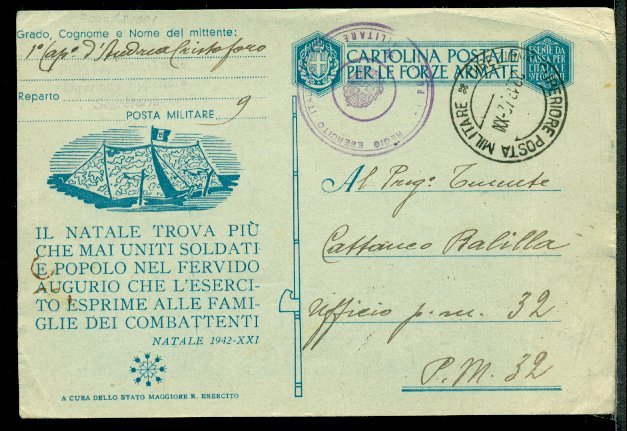 Grado, Cognome e Nome del mittente:
1° Cap° d'Andrea Cristoforo
Reparto
POSTA MILITARE 9
IL NATALE TROVA PIÙ
CHE MAI UNITI SOLDATI
E POPOLO NEL FERVIDO
AUGURIO CHE L'ESERCI-
TO ESPRIME ALLE FAMI-
GLIE DEI COMBATTENTI
NATALE 1942-XXI
A CURA DELLO STATO MAGGIORE R. ESERCITO
CARTOLINA POSTALE
PER LE FORZE ARMATE
ESENTE DA
TASSA PER
L'ITALIA
REGIO ESERCITO
MILITARE
POSTA MILITARE
Al Preg° Tenente
Cattaneo Balilla
Ufficio p.m. 32
P.M. 32